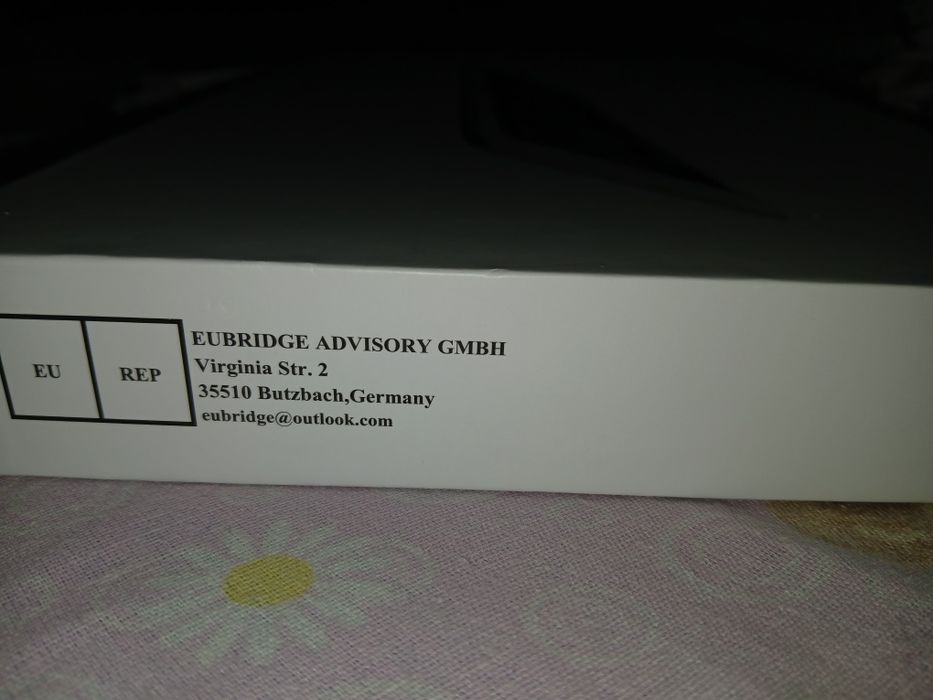 EU REP
EUBRIDGE ADVISORY GMBH
Virginia Str. 2
35510 Butzbach,Germany
eubridge@outlook.com